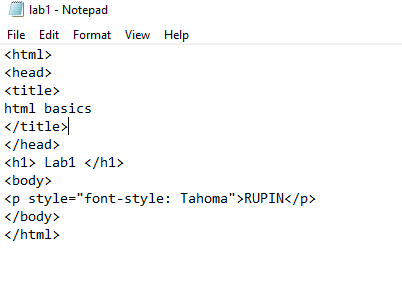 lab1 - Notepad
File Edit Format View Help
<html>
<head>
<title>
html basics
</title>
</head>
<h1> Lab1 </h1>
<body>
<p style="font-style: Tahoma">RUPIN</p>
</body>
</html>